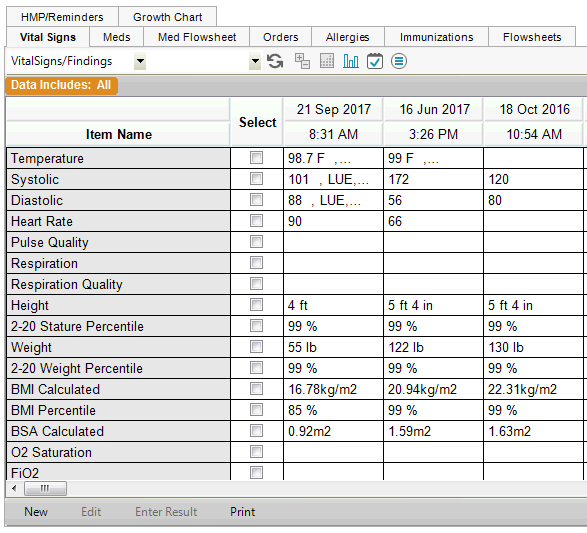 HMP/Reminders Growth Chart
Vital Signs Meds Med Flowsheet Orders Allergies Immunizations Flowsheets
VitalSigns/Findings
Data Includes: All
Item Name Select 21 Sep 2017 16 Jun 2017 18 Oct 2016
8:31 AM 3:26 PM 10:54 AM
Temperature 98.7 F ,... 99 F ,...
Systolic 101 , LUE,... 172 120
Diastolic 88 , LUE,... 56 80
Heart Rate 90 66
Pulse Quality
Respiration
Respiration Quality
Height 4 ft 5 ft 4 in 5 ft 4 in
2-20 Stature Percentile 99 % 99 % 99 %
Weight 55 lb 122 lb 130 lb
2-20 Weight Percentile 99 % 99 % 99 %
BMI Calculated 16.78kg/m2 20.94kg/m2 22.31kg/m2
BMI Percentile 85 % 99 % 99 %
BSA Calculated 0.92m2 1.59m2 1.63m2
O2 Saturation
FiO2
New Edit Enter Result Print